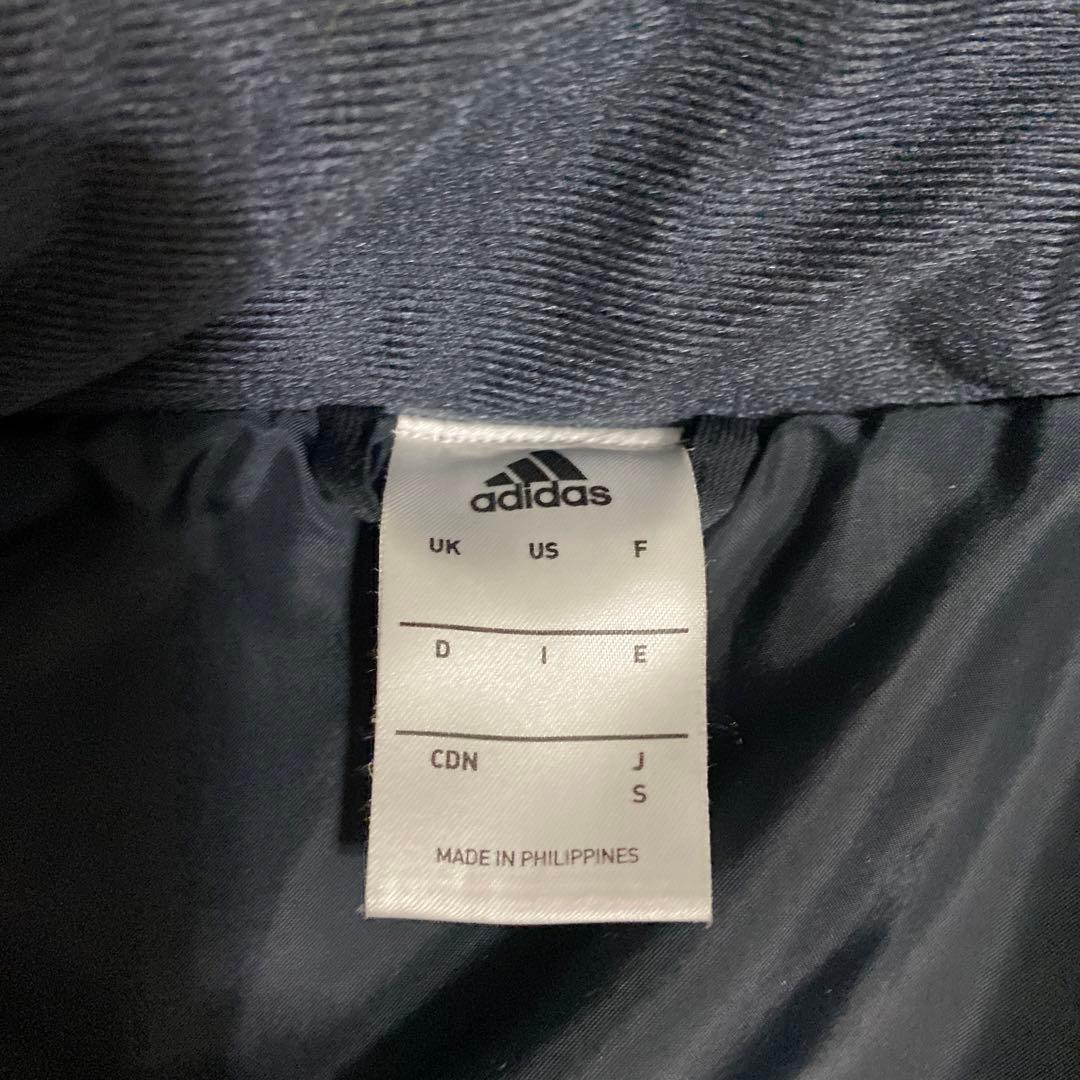 adidas
UK US F
D I E
CDN J
S
MADE IN PHILIPPINES